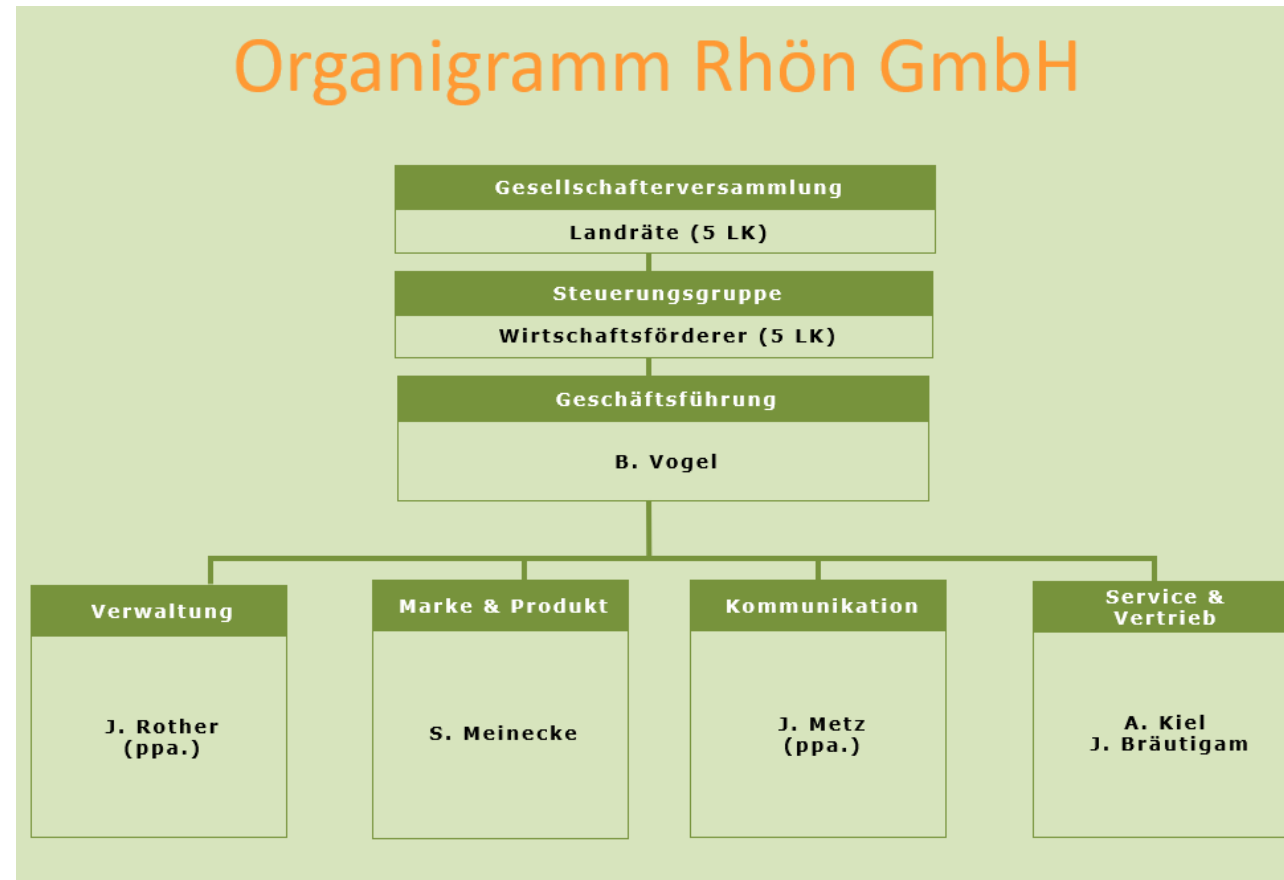 Organigramm Rhön GmbH
Gesellschafterversammlung
Landräte (5 LK)
Steuerungsgruppe
Wirtschaftsförderer (5 LK)
Geschäftsführung
B. Vogel
Verwaltung
J. Rother
(ppa.)
Marke & Produkt
S. Meinecke
Kommunikation
J. Metz
(ppa.)
Service &
Vertrieb
A. Kiel
J. Bräutigam